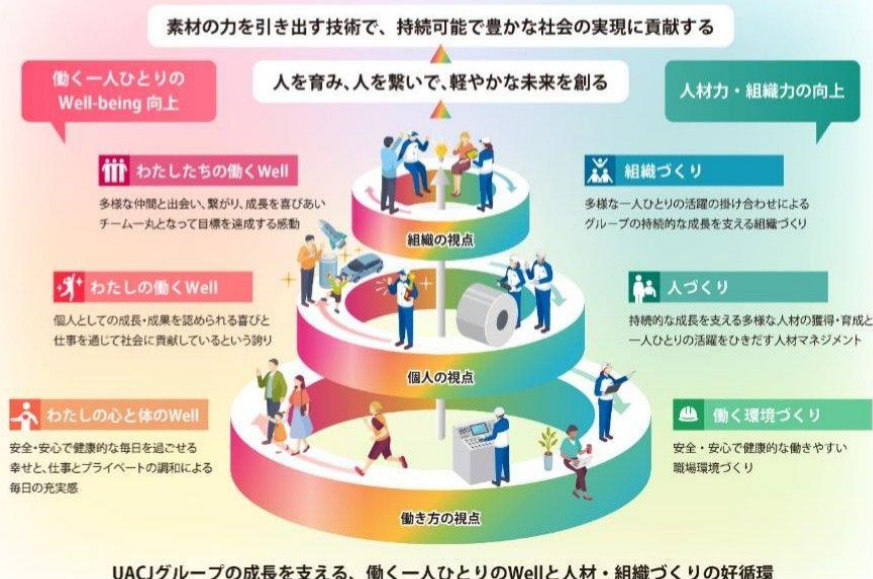 素材の力を引き出す技術で、持続可能で豊かな社会の実現に貢献する
人を育み、人を繋いで、軽やかな未来を創る
働く一人ひとりの
Well-being 向上
人材力・組織力の向上
わたしたちの働くWell
多様な仲間と出会い、繋がり、成長を喜びあい
チーム一丸となって目標を達成する感動
組織づくり
多様な一人ひとりの活躍の掛け合わせによる
グループの持続的な成長を支える組織づくり
組織の視点
わたしの働くWell
個人としての成長・成果を認められる喜びと
仕事を通じて社会に貢献しているという誇り
人づくり
持続的な成長を支える多様な人材の獲得・育成と
一人ひとりの活躍をひきだす人材マネジメント
個人の視点
わたしの心と体のWell
安全・安心で健康的な毎日を過ごせる
幸せと、仕事とプライベートの調和による
毎日の充実感
働く環境づくり
安全・安心で健康的な働きやすい
職場環境づくり
働き方の視点
UACJグループの成長を支える、働く一人ひとりのWellと人材・組織づくりの好循環